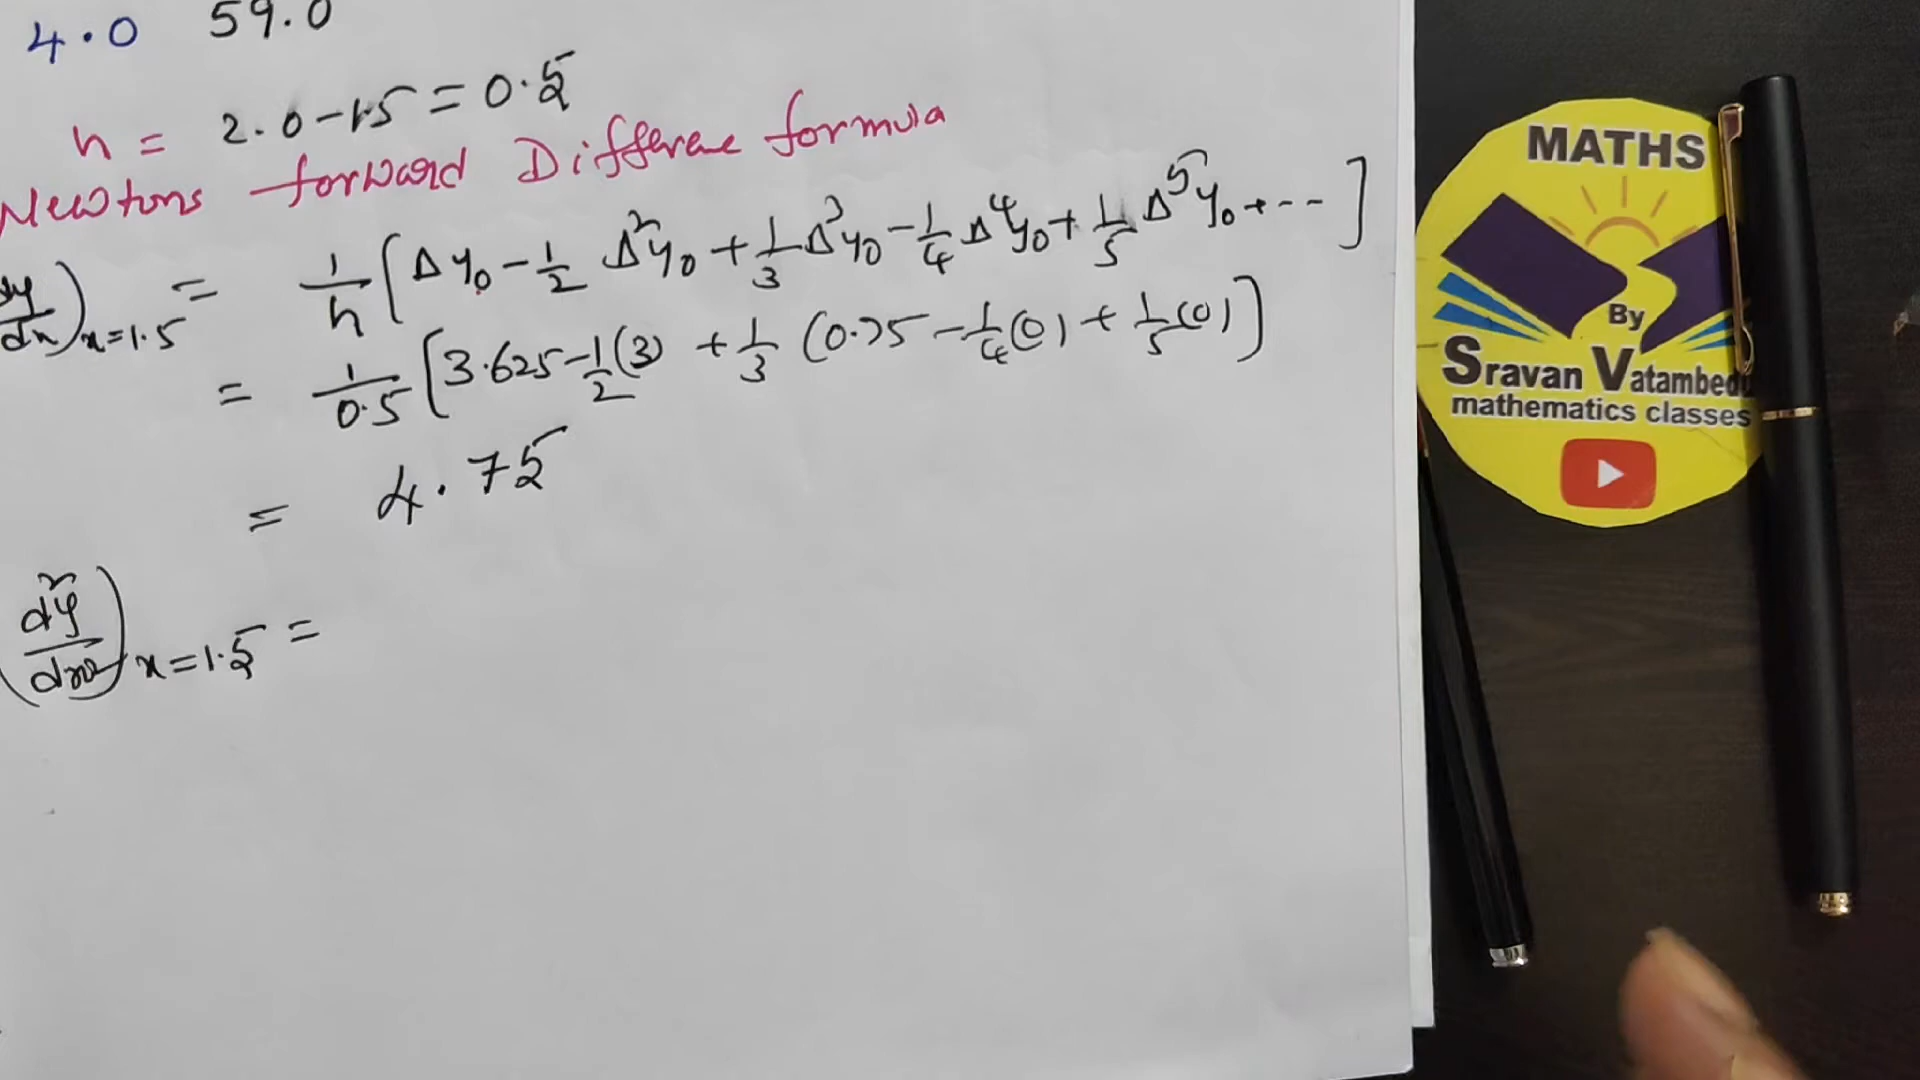 4.0 59.0
h = 2.0-1.5 = 0.5
Newtons forward Difference formula
dy/dx)x=1.5 = 1/h [Δy₀ - 1/2 Δ²y₀ + 1/3 Δ³y₀ - 1/4 Δ⁴y₀ + 1/5 Δ⁵y₀ + --- ]
= 1/0.5 [3.625 - 1/2(3) + 1/3 (0.75 - 1/4(0) + 1/5(0)]
= 4.75
(d²y/dx²)x=1.5 =
MATHS
By
Sravan Vatambedu
mathematics classes